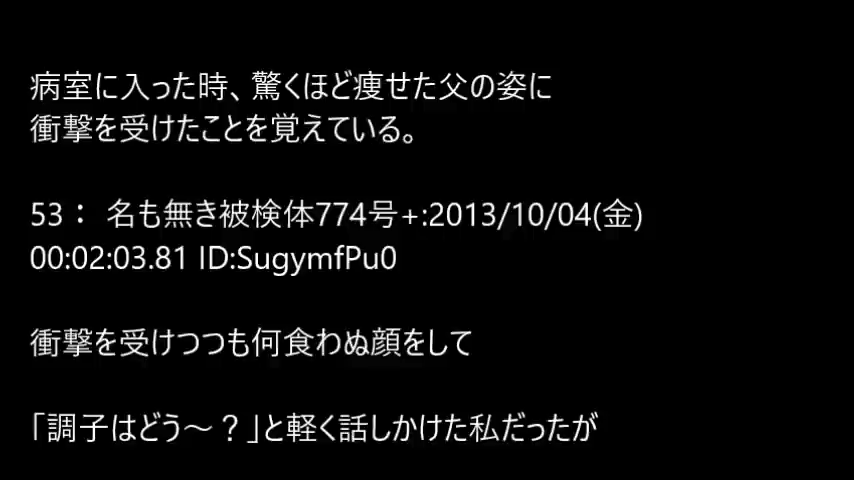 病室に入った時、驚くほど痩せた父の姿に
衝撃を受けたことを覚えている。
53： 名も無き被検体774号+:2013/10/04(金)
00:02:03.81 ID:SugymfPu0
衝撃を受けつつも何食わぬ顔をして
「調子はどう～？」と軽く話しかけた私だったが